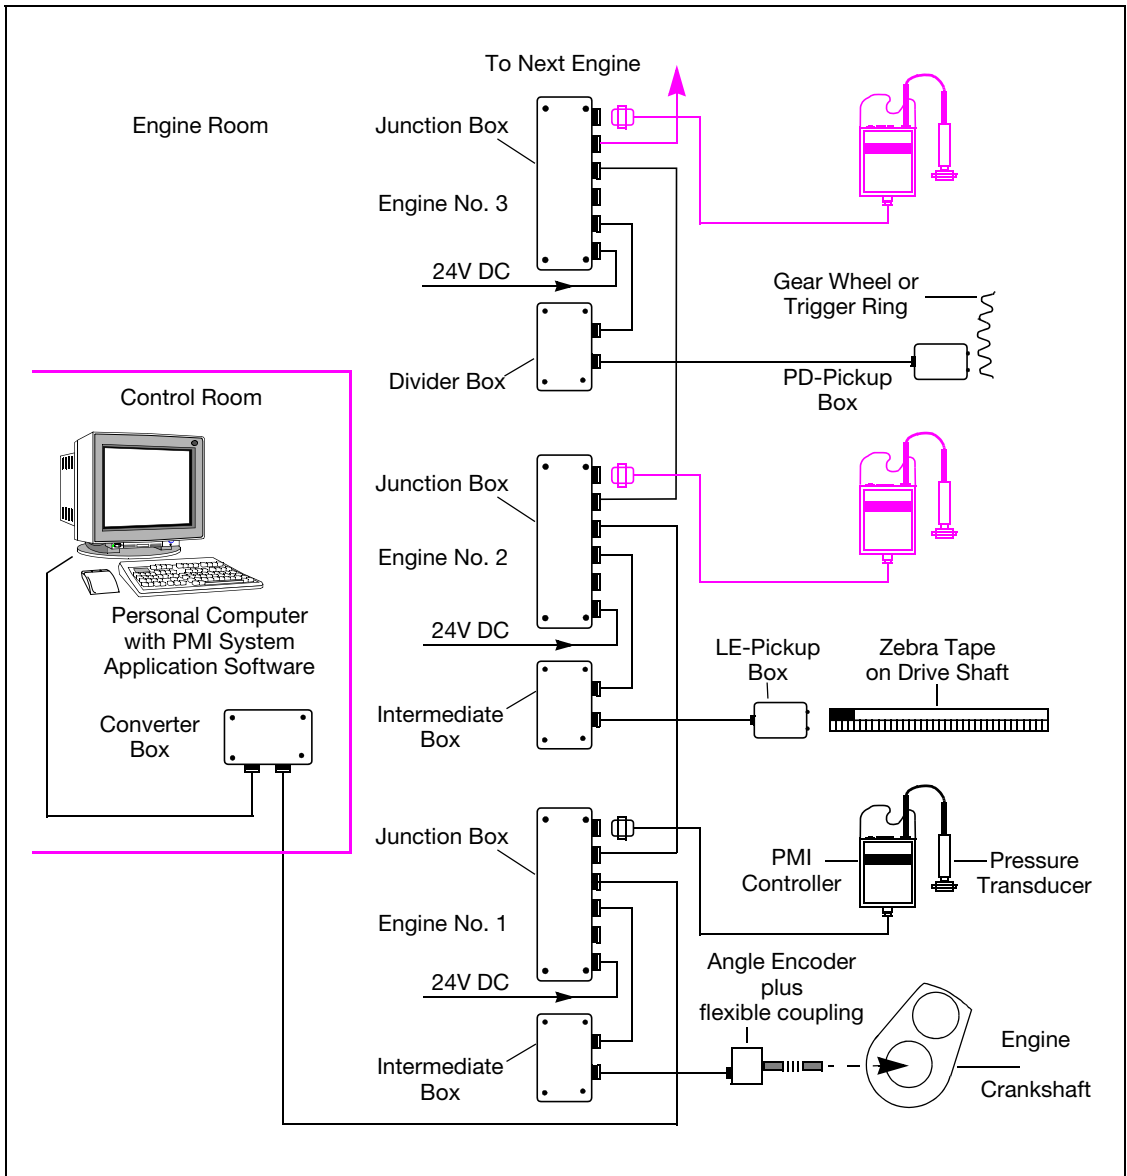 To Next Engine
Engine Room
Junction Box
Engine No. 3
24V DC
Gear Wheel or
Trigger Ring
Divider Box
PD-Pickup
Box
Control Room
Junction Box
Engine No. 2
24V DC
Personal Computer
with PMI System
Application Software
LE-Pickup
Box
Zebra Tape
on Drive Shaft
Converter
Box
Intermediate
Box
Junction Box
PMI
Controller
Pressure
Transducer
Engine No. 1
24V DC
Angle Encoder
plus
flexible coupling
Engine
Crankshaft
Intermediate
Box